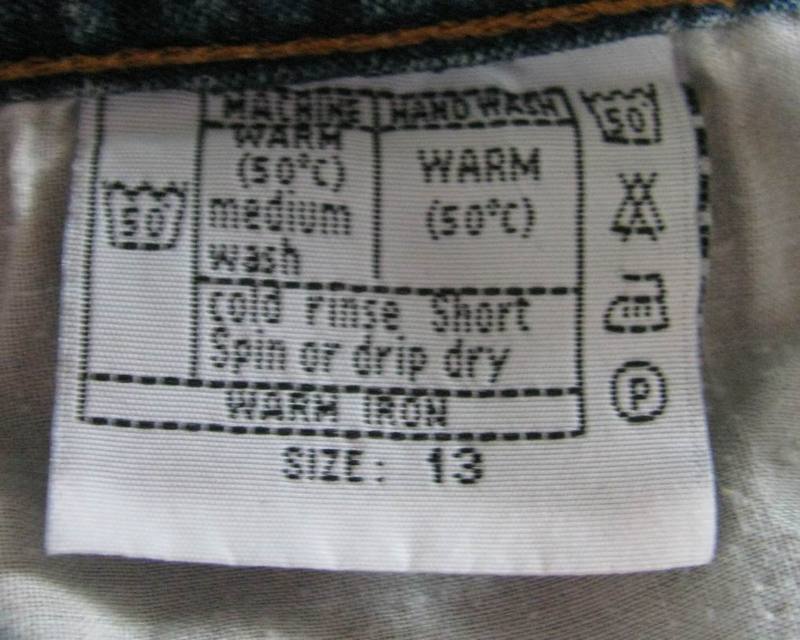 MACHINE HAND WASH 50
WARM
(50°C) WARM
50 medium (50°C)
wash
cold rinse Short
Spin or drip dry P
WARM IRON
SIZE: 13